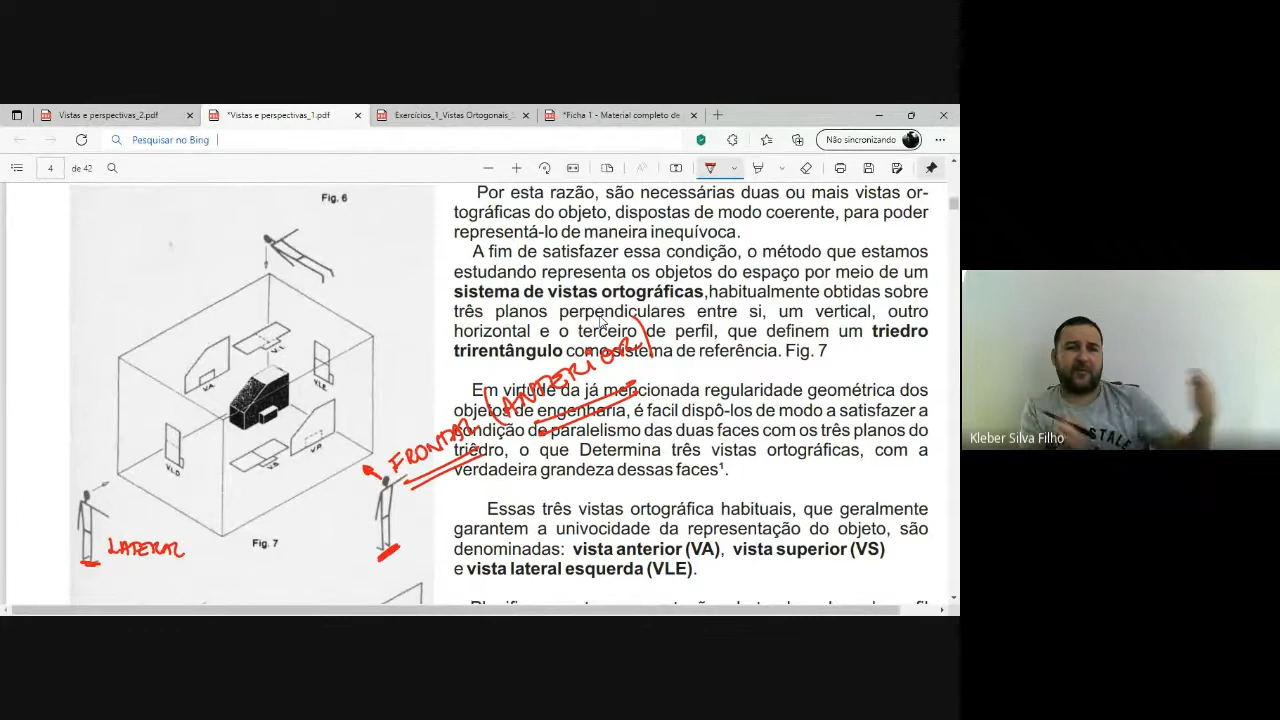 Vistas e perspectivas_2.pdf
*Vistas e perspectivas_1.pdf
Exercícios_1_Vistas Ortogonais_
*Ficha 1 - Material completo de
Pesquisar no Bing
Não sincronizando
4 de 42
Fig. 6
V.I.
V.A
VLE
VLD
V.S
V.P.
LATERAL
Fig. 7
FRONTAL (ANTERIOR)
Por esta razão, são necessárias duas ou mais vistas or-
tográficas do objeto, dispostas de modo coerente, para poder
representá-lo de maneira inequívoca.
A fim de satisfazer essa condição, o método que estamos
estudando representa os objetos do espaço por meio de um
sistema de vistas ortográficas,habitualmente obtidas sobre
três planos perpendiculares entre si, um vertical, outro
horizontal e o terceiro de perfil, que definem um triedro
trirentângulo como sistema de referência. Fig. 7
Em virtude da já mencionada regularidade geométrica dos
objetos de engenharia, é facil dispô-los de modo a satisfazer a
condição de paralelismo das duas faces com os três planos do
triêdro, o que Determina três vistas ortográficas, com a
verdadeira grandeza dessas faces¹.
Essas três vistas ortográfica habituais, que geralmente
garantem a univocidade da representação do objeto, são
denominadas: vista anterior (VA), vista superior (VS)
e vista lateral esquerda (VLE).
Kleber Silva Filho